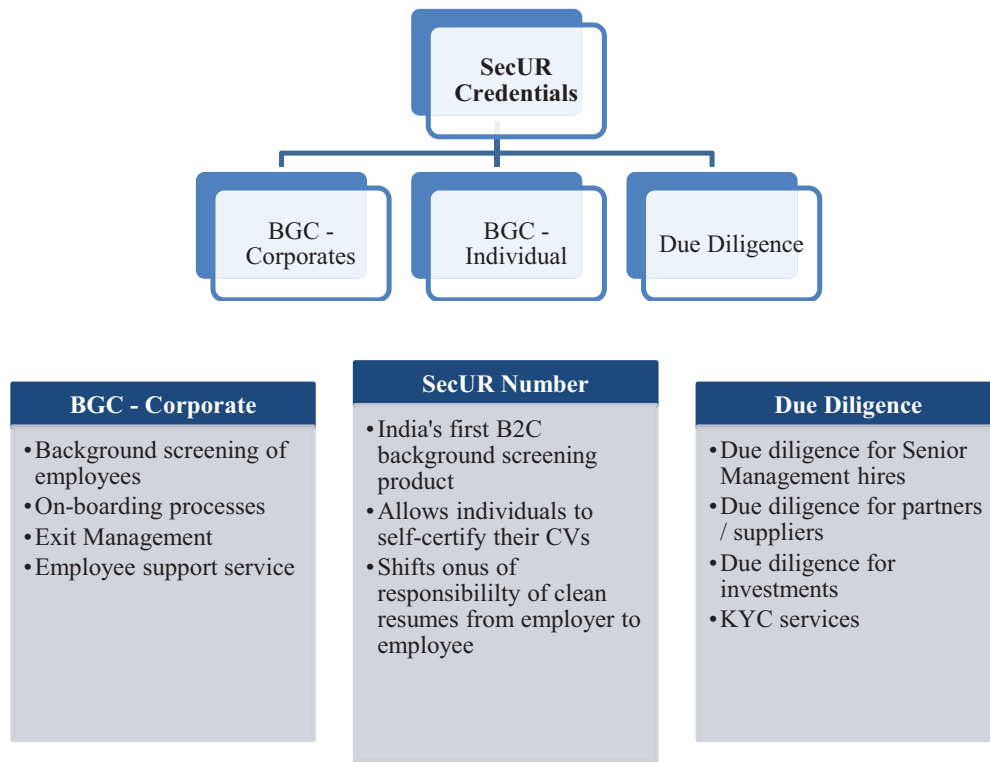 SecUR
Credentials
BGC -
Corporates
BGC -
Individual
Due Diligence
BGC - Corporate
•Background screening of
employees
•On-boarding processes
•Exit Management
•Employee support service
SecUR Number
•India's first B2C
background screening
product
•Allows individuals to
self-certify their CVs
•Shifts onus of
responsibililty of clean
resumes from employer to
employee
Due Diligence
•Due diligence for Senior
Management hires
•Due diligence for partners
/ suppliers
•Due diligence for
investments
•KYC services